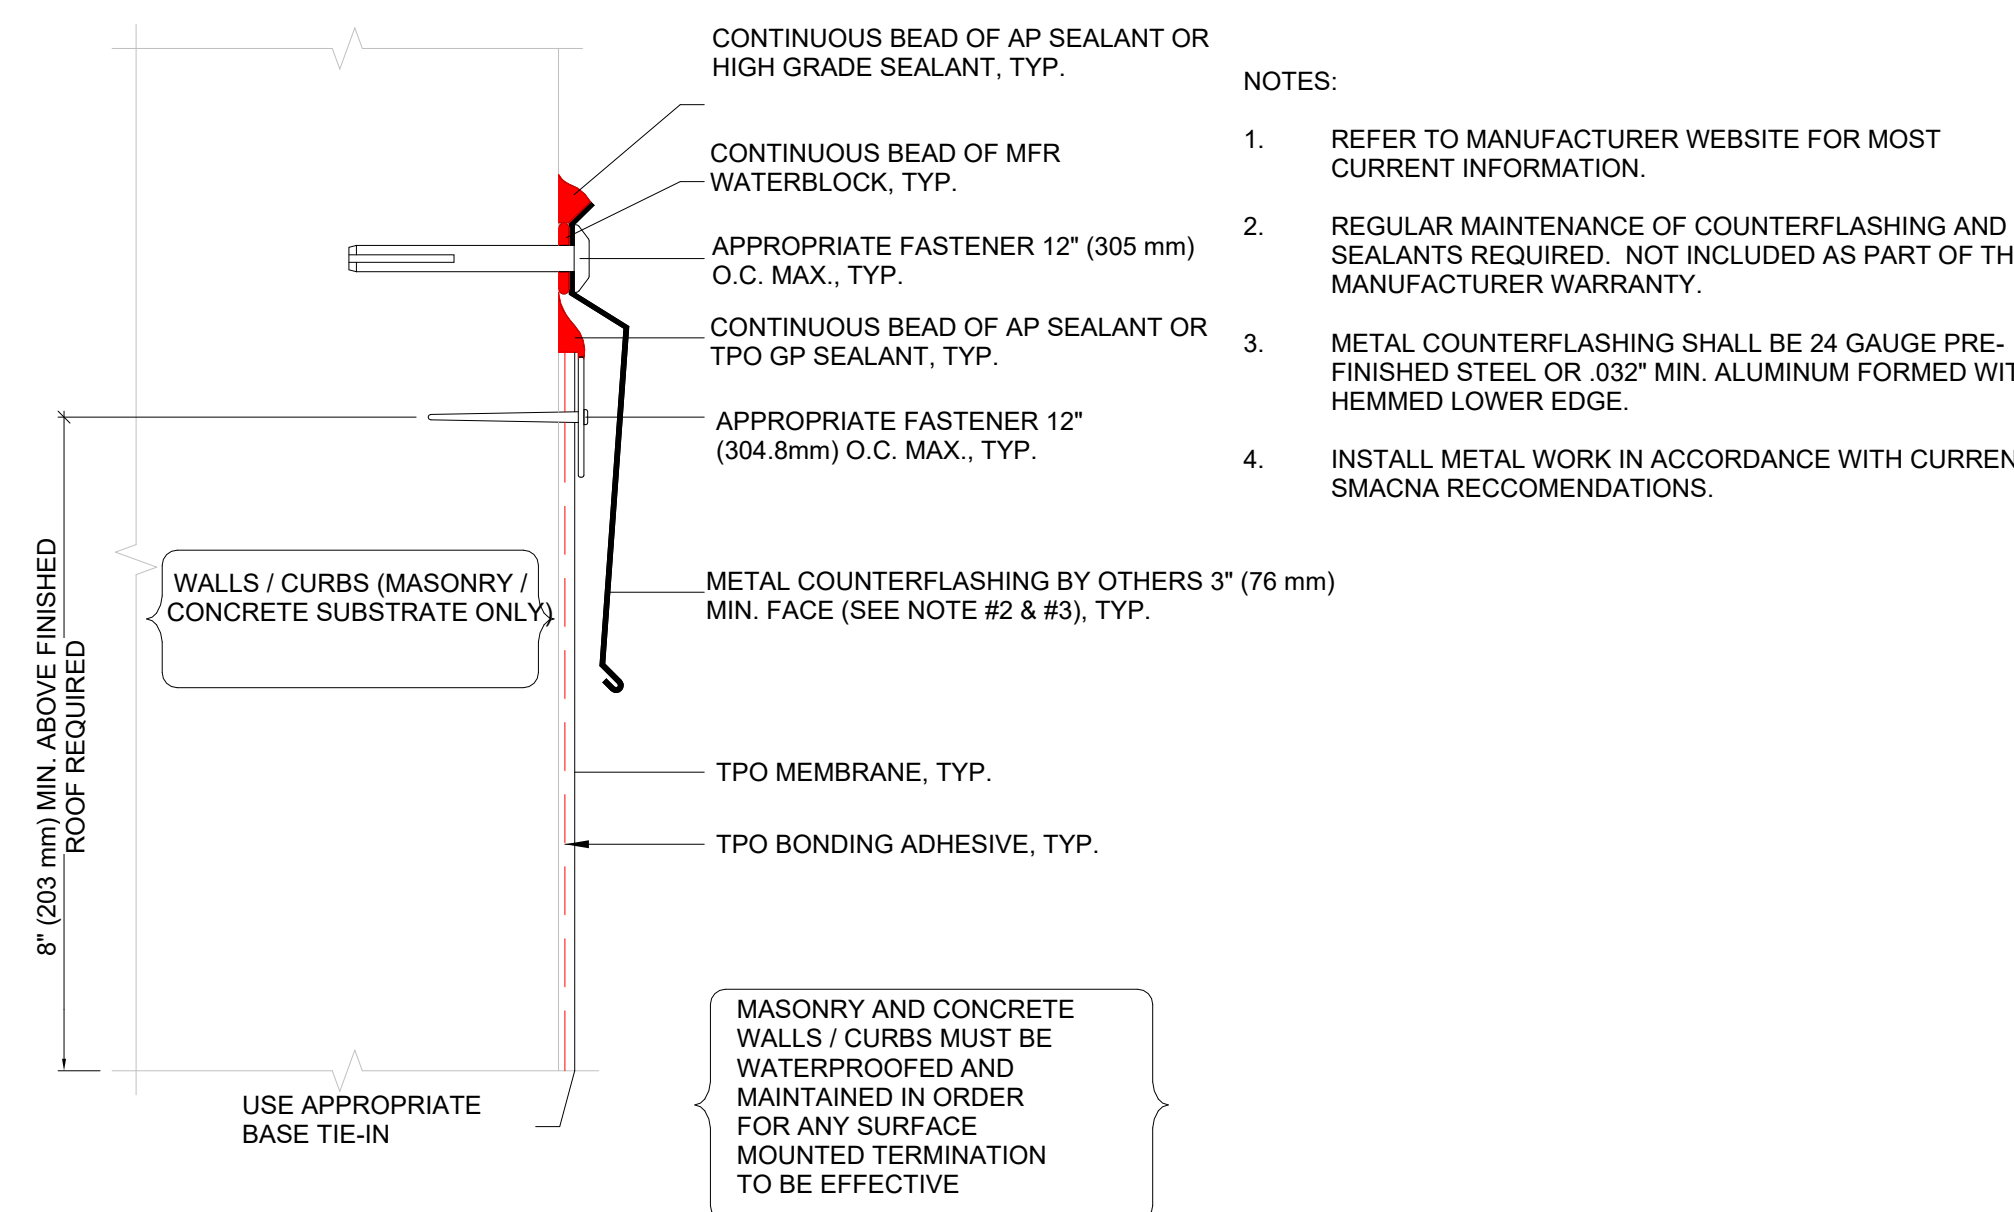 CONTINUOUS BEAD OF AP SEALANT OR
HIGH GRADE SEALANT, TYP.
CONTINUOUS BEAD OF MFR
WATERBLOCK, TYP.
APPROPRIATE FASTENER 12" (305 mm)
O.C. MAX., TYP.
CONTINUOUS BEAD OF AP SEALANT OR
TPO GP SEALANT, TYP.
APPROPRIATE FASTENER 12"
(304.8mm) O.C. MAX., TYP.
METAL COUNTERFLASHING BY OTHERS 3" (76 mm)
MIN. FACE (SEE NOTE #2 & #3), TYP.
TPO MEMBRANE, TYP.
TPO BONDING ADHESIVE, TYP.
WALLS / CURBS (MASONRY /
CONCRETE SUBSTRATE ONLY)
8" (203 mm) MIN. ABOVE FINISHED
ROOF REQUIRED
USE APPROPRIATE
BASE TIE-IN
MASONRY AND CONCRETE
WALLS / CURBS MUST BE
WATERPROOFED AND
MAINTAINED IN ORDER
FOR ANY SURFACE
MOUNTED TERMINATION
TO BE EFFECTIVE
NOTES:
1. REFER TO MANUFACTURER WEBSITE FOR MOST
CURRENT INFORMATION.
2. REGULAR MAINTENANCE OF COUNTERFLASHING AND
SEALANTS REQUIRED. NOT INCLUDED AS PART OF TH
MANUFACTURER WARRANTY.
3. METAL COUNTERFLASHING SHALL BE 24 GAUGE PRE-
FINISHED STEEL OR .032" MIN. ALUMINUM FORMED WIT
HEMMED LOWER EDGE.
4. INSTALL METAL WORK IN ACCORDANCE WITH CURREN
SMACNA RECCOMENDATIONS.